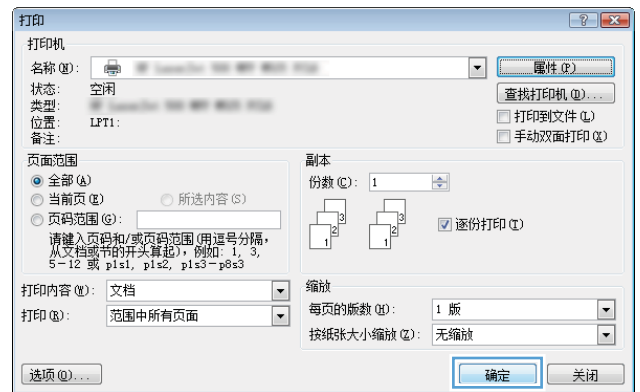 打印
打印机
名称(N):
属性(P)
状态: 空闲
查找打印机(D)...
类型:
位置: LPT1:
打印到文件(L)
备注:
手动双面打印(X)
页面范围
全部(A)
当前页(E) 所选内容(S)
页码范围(G):
请键入页码和/或页码范围(用逗号分隔,
从文档或节的开头算起),例如: 1, 3,
5-12 或 p1s1, p1s2, p1s3-p8s3
副本
份数(C): 1
1 2 3 1 2 3
逐份打印(T)
打印内容(W): 文档
打印(R): 范围中所有页面
缩放
每页的版数(H): 1 版
按纸张大小缩放(Z): 无缩放
选项(O)...
确定
关闭